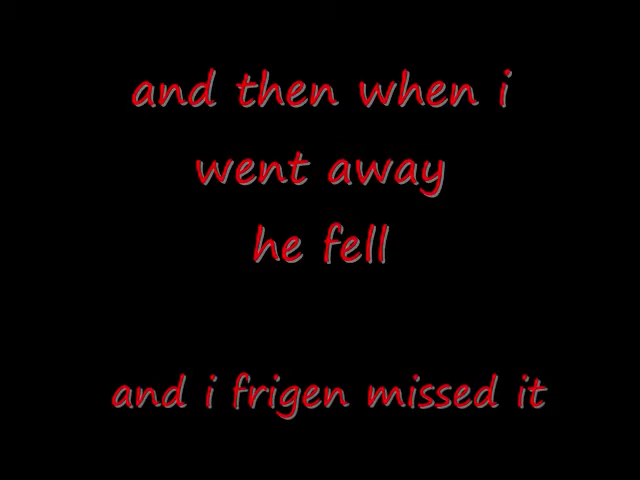 and then when i
went away
he fell
and i frigen missed it